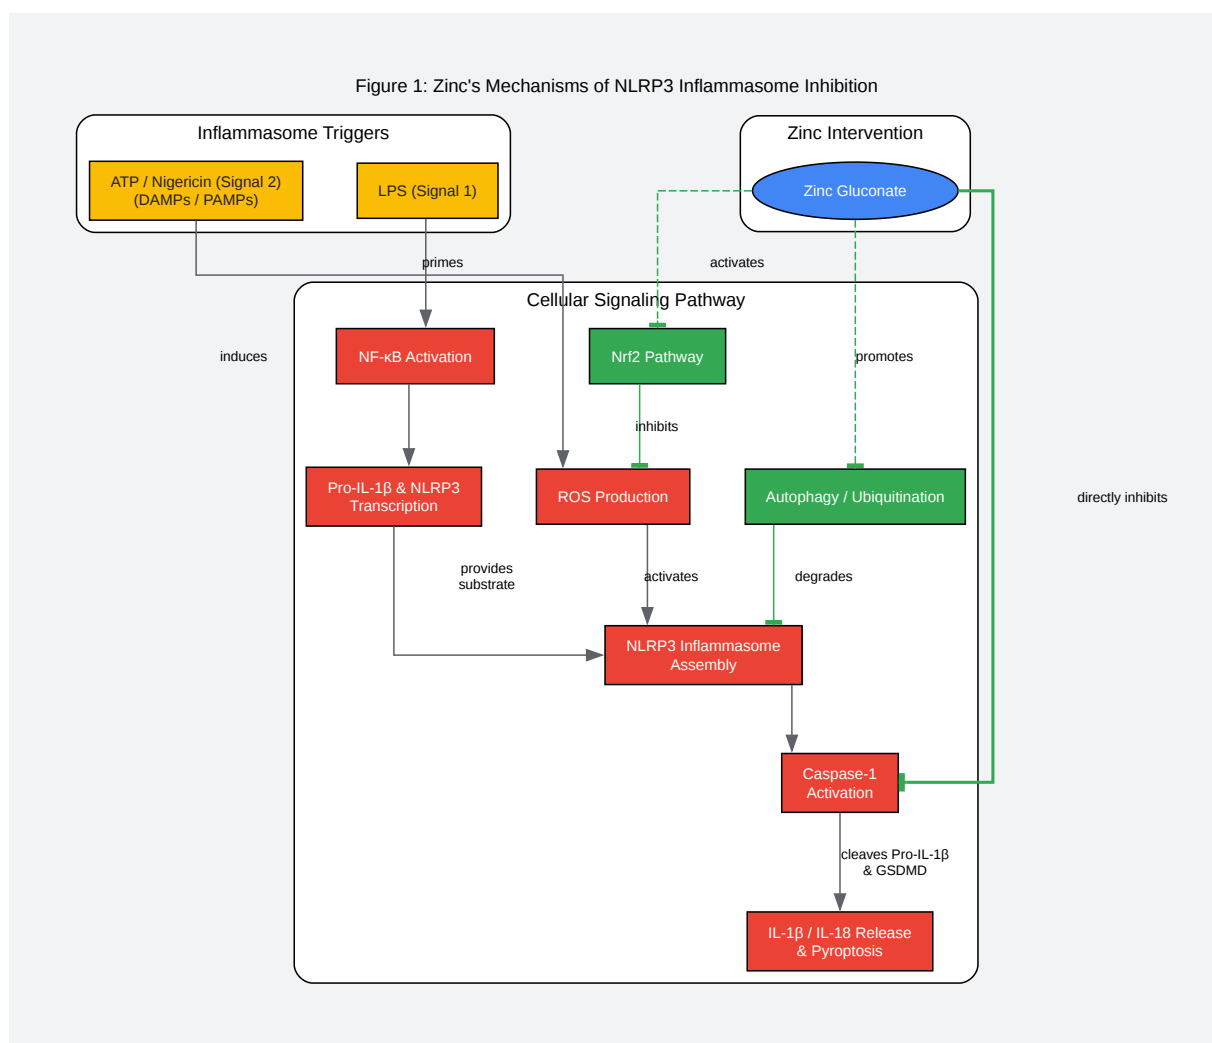 Figure 1: Zinc's Mechanisms of NLRP3 Inflammasome Inhibition
Inflammasome Triggers
ATP / Nigericin (Signal 2)
(DAMPs / PAMPs)
LPS (Signal 1)
Zinc Intervention
Zinc Gluconate
primes
activates
Cellular Signaling Pathway
induces
NF-κB Activation
Nrf2 Pathway
promotes
inhibits
Pro-IL-1β & NLRP3
Transcription
ROS Production
Autophagy / Ubiquitination
directly inhibits
provides
substrate
activates
degrades
NLRP3 Inflammasome
Assembly
Caspase-1
Activation
cleaves Pro-IL-1β
& GSDMD
IL-1β / IL-18 Release
& Pyroptosis